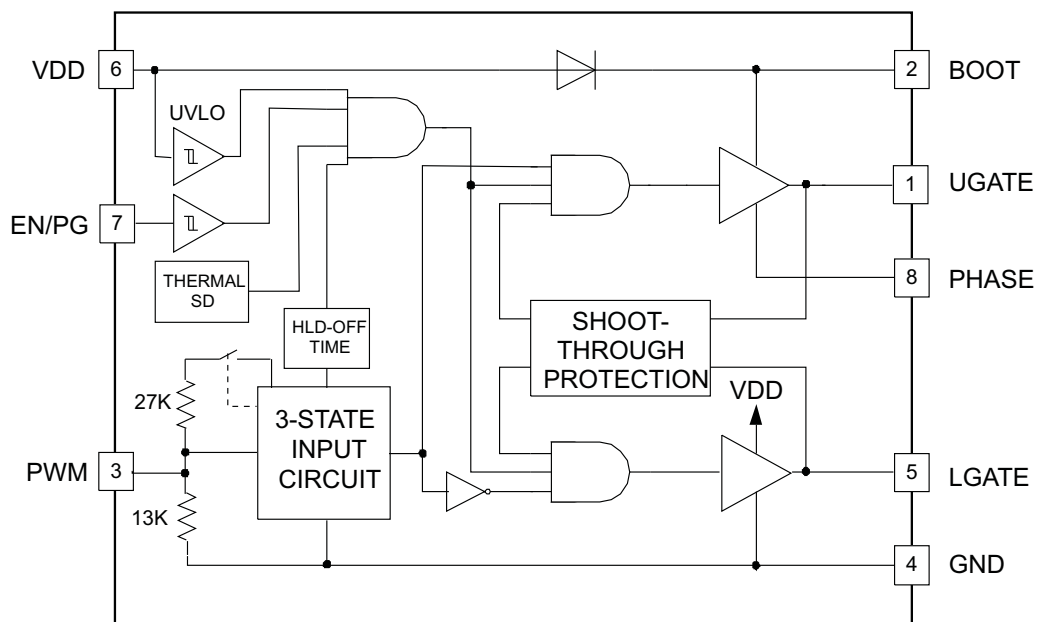 VDD
6
2
BOOT
UVLO
1
UGATE
EN/PG
7
THERMAL
SD
8
PHASE
HLD-OFF
TIME
SHOOT-
THROUGH
PROTECTION
27K
VDD
3-STATE
INPUT
CIRCUIT
PWM
3
5
LGATE
13K
4
GND